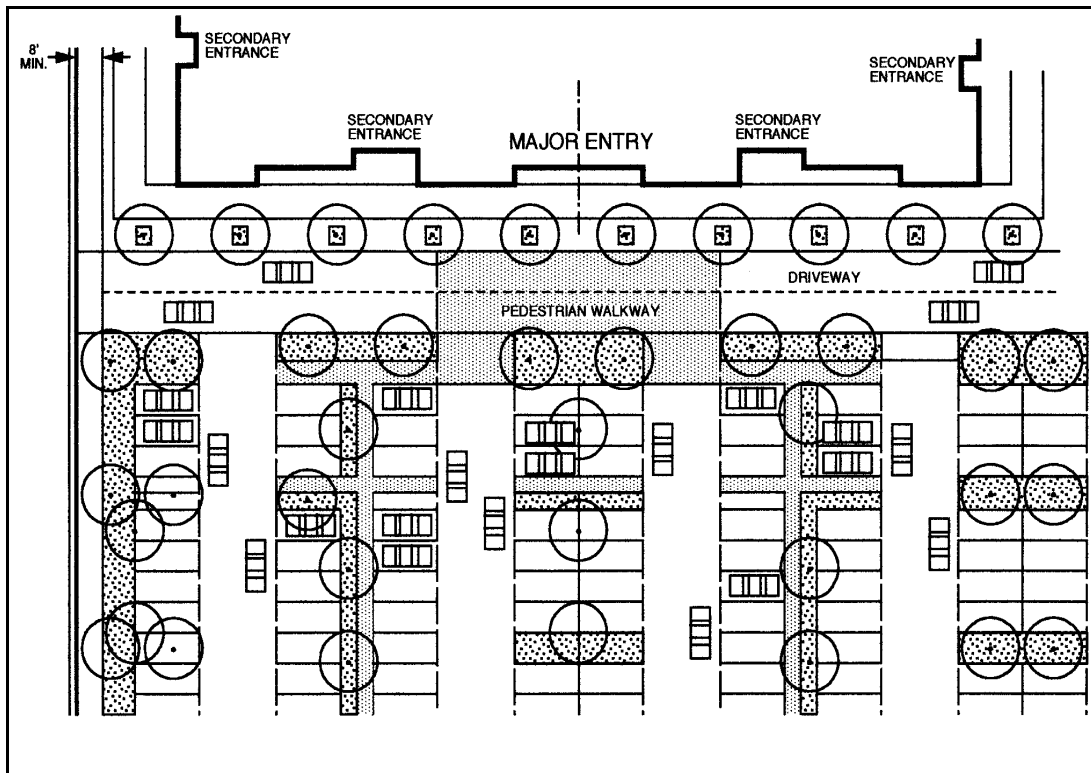 8'
MIN.
SECONDARY
ENTRANCE
SECONDARY
ENTRANCE
SECONDARY
ENTRANCE
SECONDARY
ENTRANCE
MAJOR ENTRY
DRIVEWAY
PEDESTRIAN WALKWAY